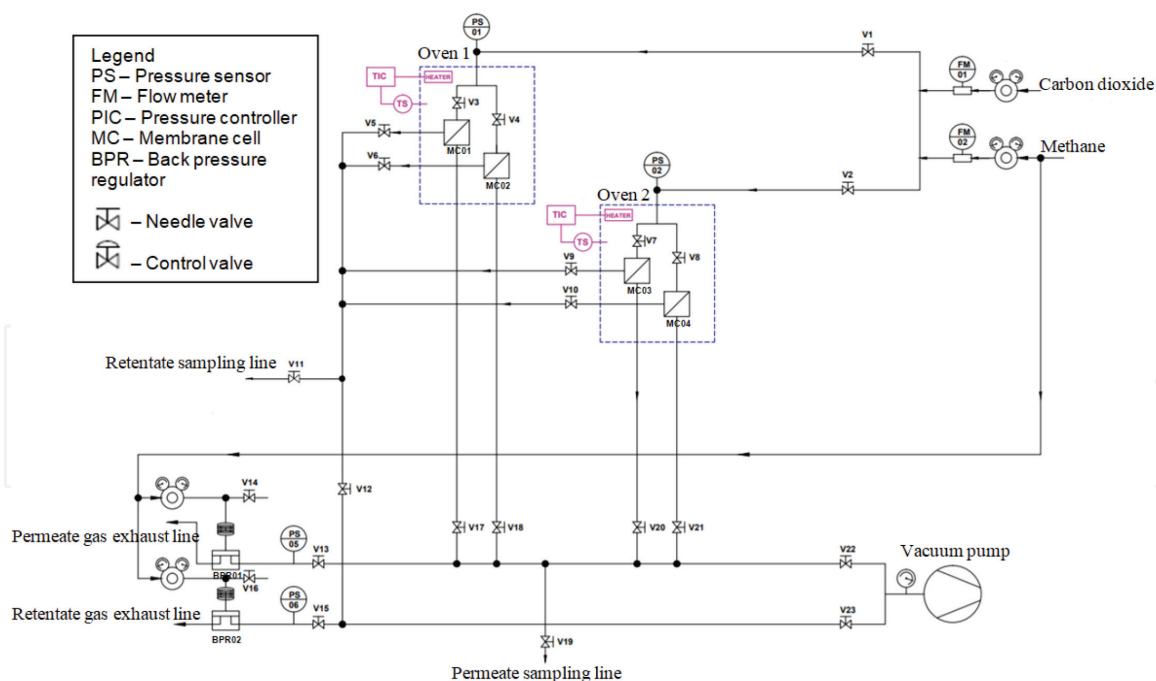 Legend
PS – Pressure sensor
FM – Flow meter
PIC – Pressure controller
MC – Membrane cell
BPR – Back pressure
regulator
– Needle valve
– Control valve
PS
01
Oven 1
TIC
HEATER
TS
V3
V4
V5
V6
MC01
MC02
V1
FM
01
Carbon dioxide
FM
02
Methane
PS
02
V2
Oven 2
TIC
HEATER
TS
V7
V8
V9
V10
MC03
MC04
Retentate sampling line
V11
V12
V14
Permeate gas exhaust line
PS
05
V13
V17
V18
V20
V21
V22
Vacuum pump
BPR01
V16
Retentate gas exhaust line
PS
06
V15
V23
BPR02
V19
Permeate sampling line